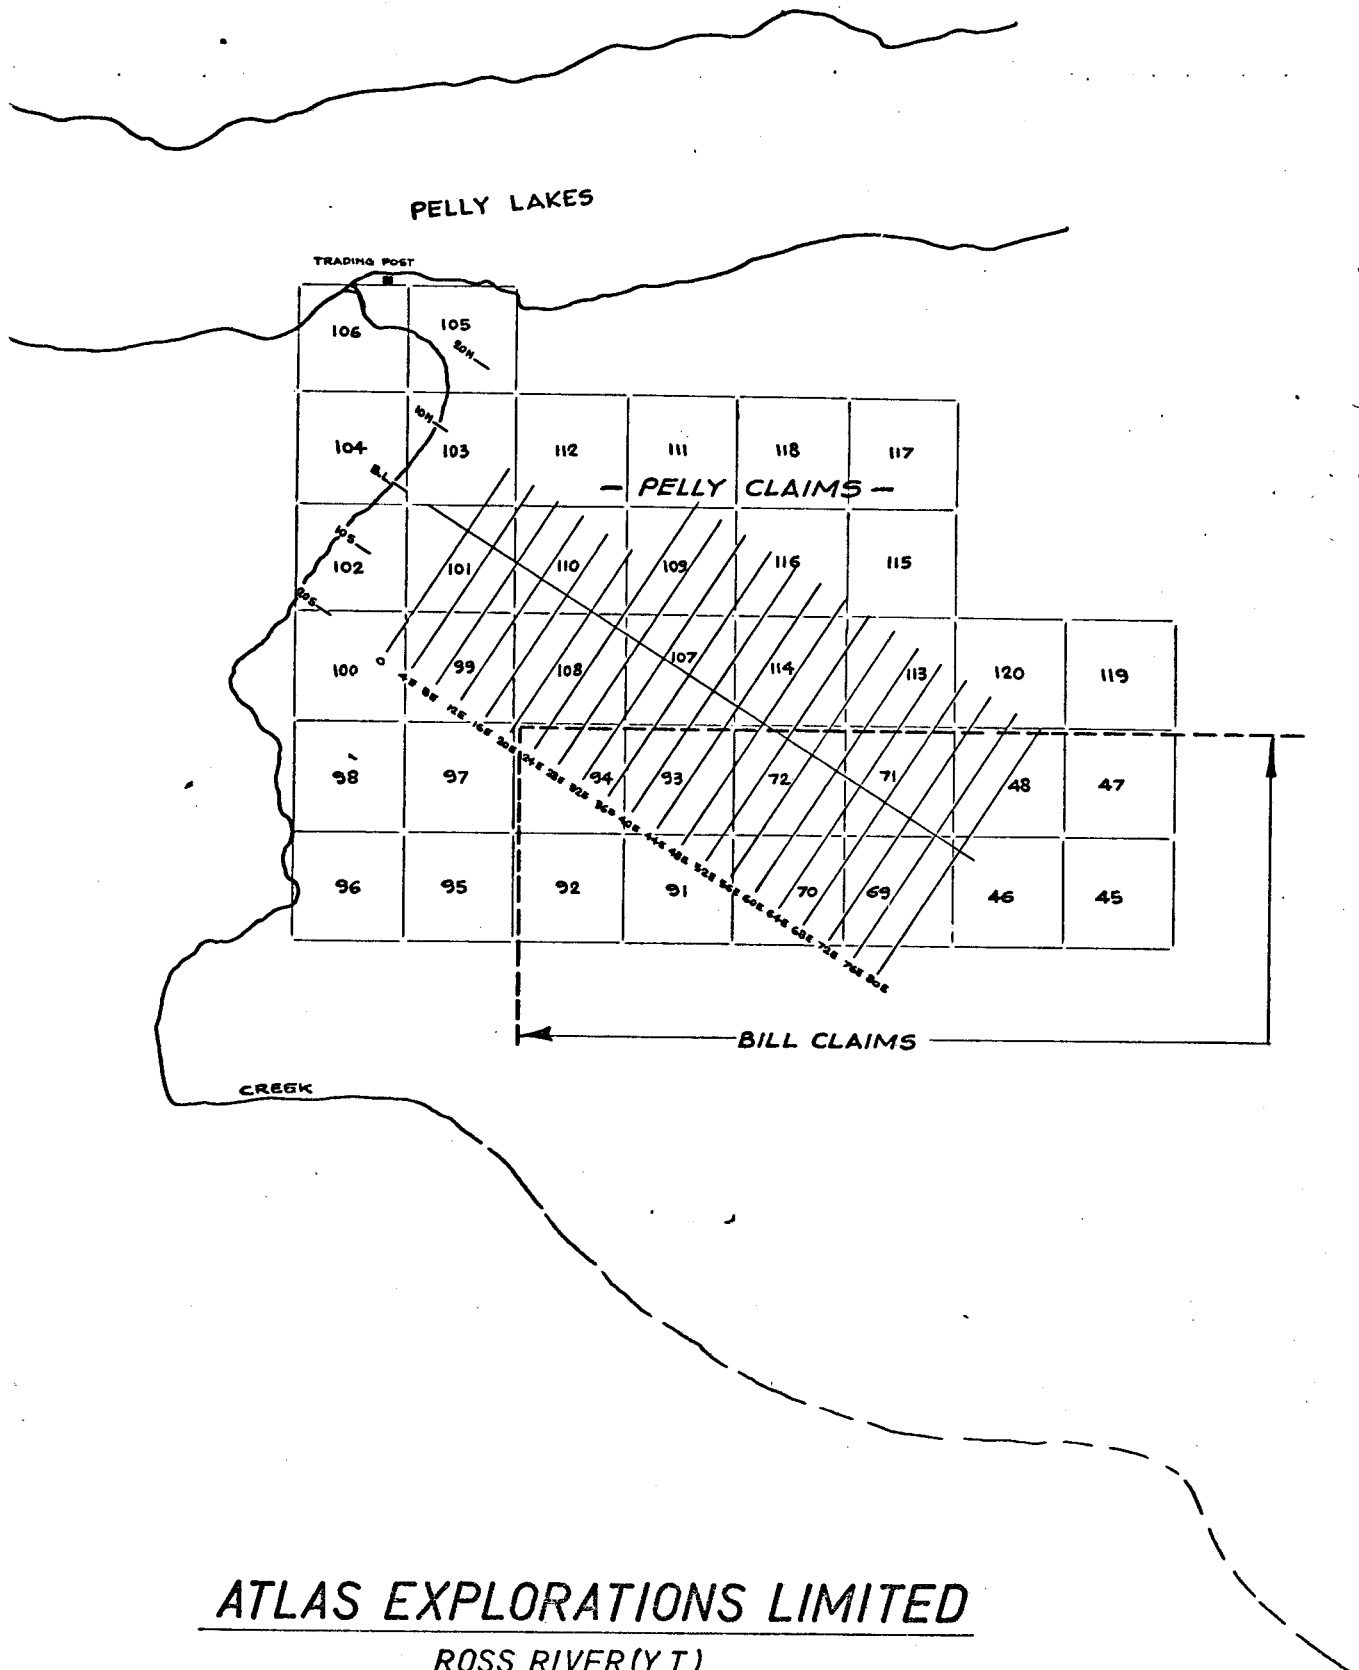 PELLY LAKES
TRADING POST
106 105
20N
10N
104 103 112 111 118 117
B.L.
— PELLY CLAIMS —
10S
102 101 110 109 116 115
20S
100 99 108 107 114 113 120 119
0
4E 8E 12E 16E 20E 24E 28E 32E 36E 40E 44E 48E 52E 56E 60E 64E 68E 72E 76E 80E
98 97 94 93 72 71 48 47
96 95 92 91 70 69 46 45
BILL CLAIMS
CREEK
ATLAS EXPLORATIONS LIMITED
ROSS RIVER (Y.T.)